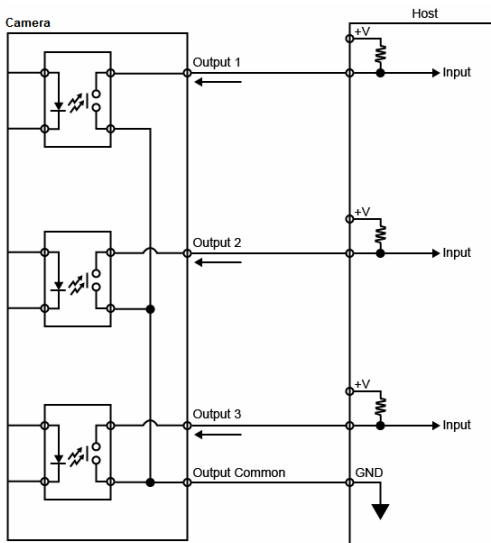 Camera
Host
+V
Output 1
Input
+V
Output 2
Input
+V
Output 3
Input
Output Common
GND